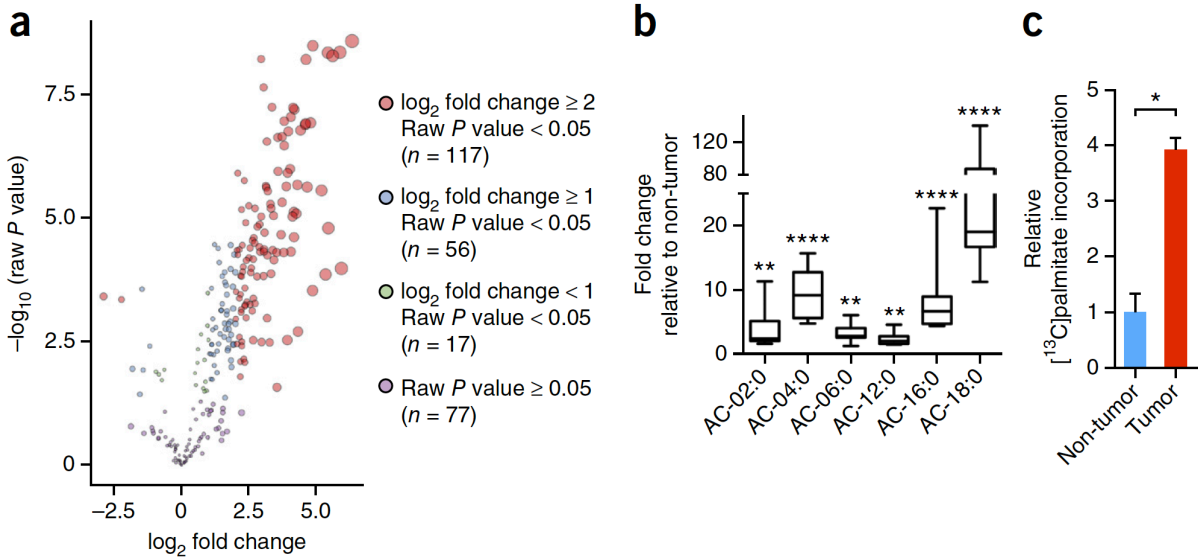 a
–log10 (raw P value)
7.5
5.0
2.5
0
–2.5 0 2.5 5.0
log2 fold change
log2 fold change ≥ 2
Raw P value < 0.05
(n = 117)
log2 fold change ≥ 1
Raw P value < 0.05
(n = 56)
log2 fold change < 1
Raw P value < 0.05
(n = 17)
Raw P value ≥ 0.05
(n = 77)
b
Fold change
relative to non-tumor
120
80
20
10
0
**
****
**
**
****
****
AC-02:0
AC-04:0
AC-06:0
AC-12:0
AC-16:0
AC-18:0
c
Relative
[13C]palmitate incorporation
5
4
3
2
1
0
*
Non-tumor
Tumor